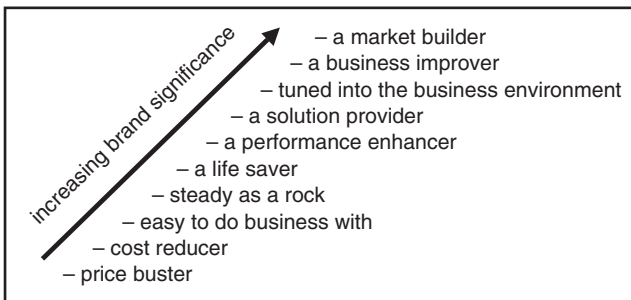 increasing brand significance
– a market builder
– a business improver
– tuned into the business environment
– a solution provider
– a performance enhancer
– a life saver
– steady as a rock
– easy to do business with
– cost reducer
– price buster